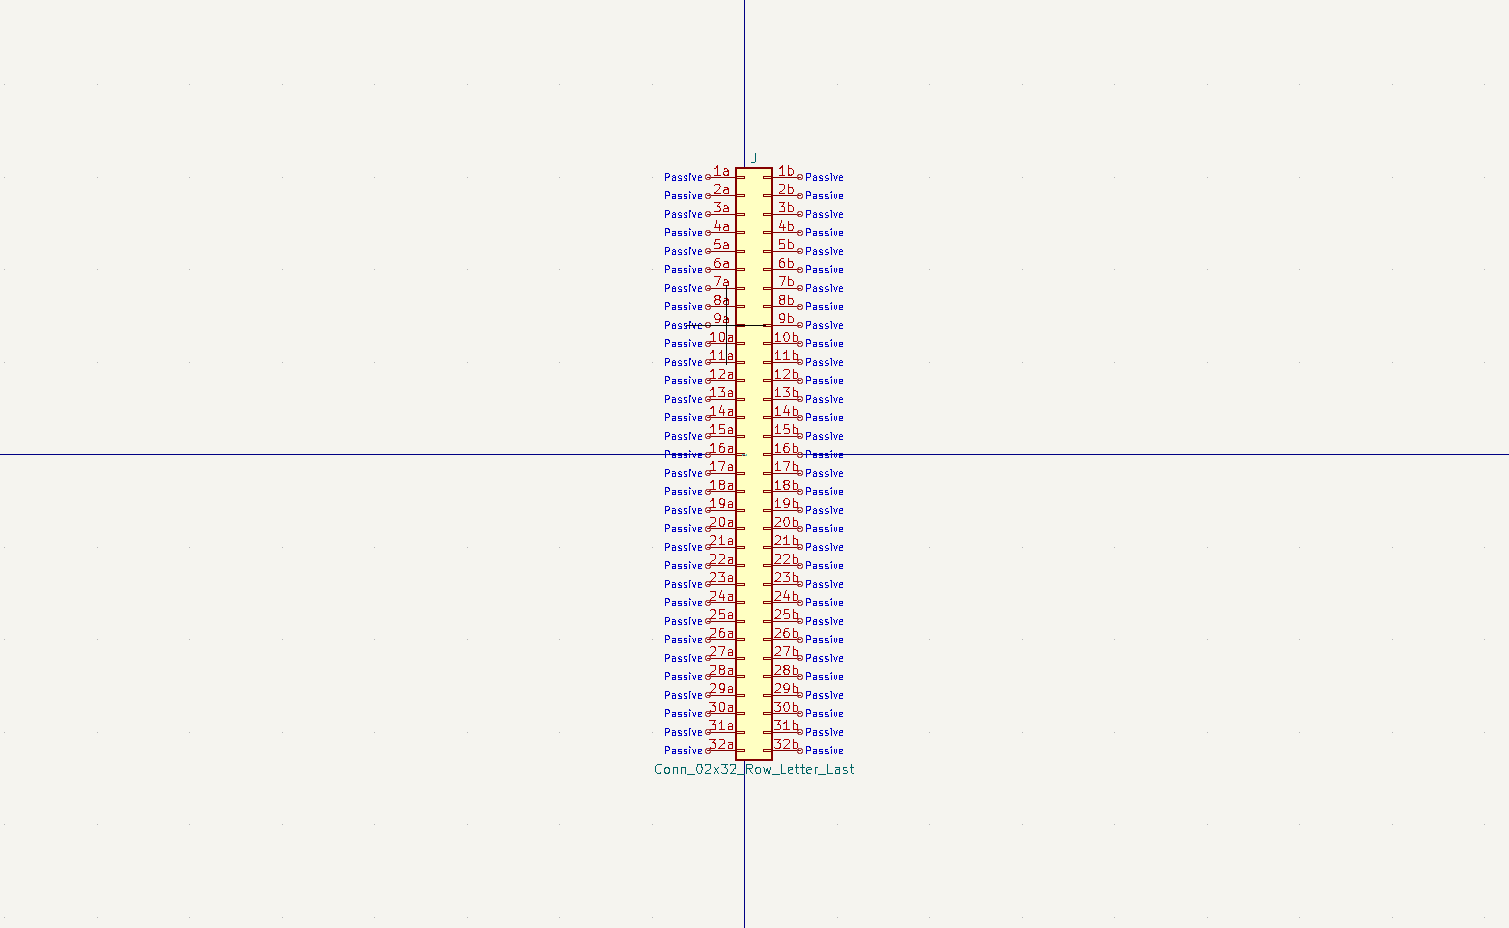 J
Passive 1a 1b Passive
Passive 2a 2b Passive
Passive 3a 3b Passive
Passive 4a 4b Passive
Passive 5a 5b Passive
Passive 6a 6b Passive
Passive 7a 7b Passive
Passive 8a 8b Passive
Passive 9a 9b Passive
Passive 10a 10b Passive
Passive 11a 11b Passive
Passive 12a 12b Passive
Passive 13a 13b Passive
Passive 14a 14b Passive
Passive 15a 15b Passive
Passive 16a 16b Passive
Passive 17a 17b Passive
Passive 18a 18b Passive
Passive 19a 19b Passive
Passive 20a 20b Passive
Passive 21a 21b Passive
Passive 22a 22b Passive
Passive 23a 23b Passive
Passive 24a 24b Passive
Passive 25a 25b Passive
Passive 26a 26b Passive
Passive 27a 27b Passive
Passive 28a 28b Passive
Passive 29a 29b Passive
Passive 30a 30b Passive
Passive 31a 31b Passive
Passive 32a 32b Passive
Conn_02x32_Row_Letter_Last